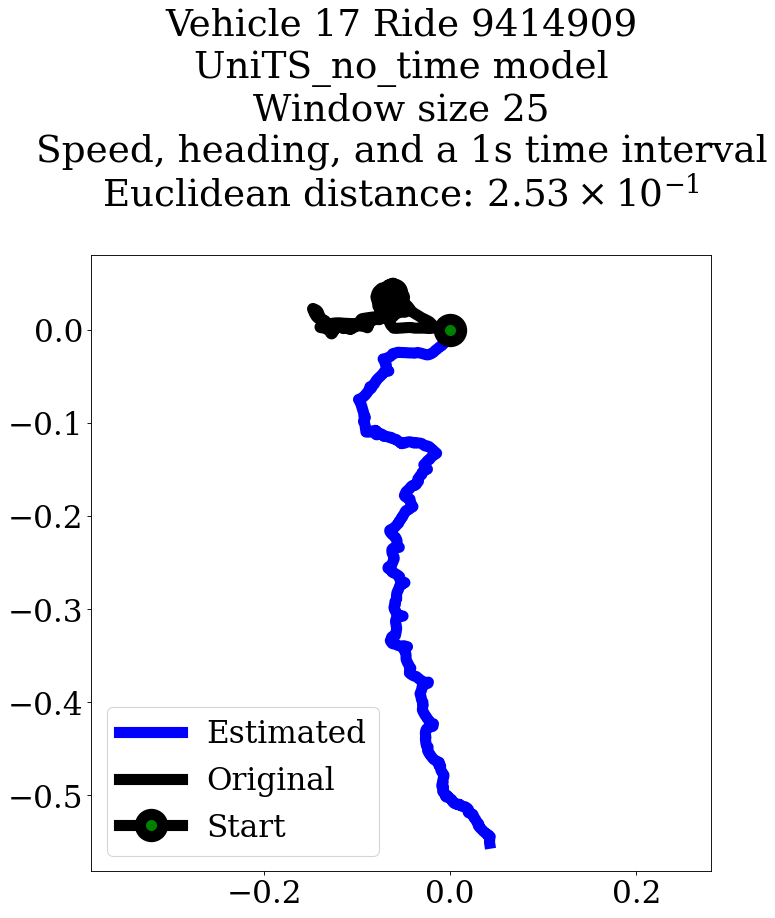 Vehicle 17 Ride 9414909
UniTS_no_time model
Window size 25
Speed, heading, and a 1s time interval
Euclidean distance: 2.53 × 10⁻¹
0.0
−0.1
−0.2
−0.3
−0.4
−0.5
Estimated
Original
Start
−0.2
0.0
0.2